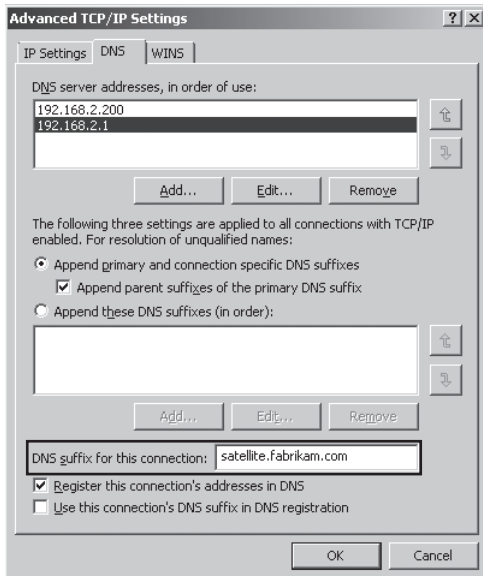 Advanced TCP/IP Settings
IP Settings DNS WINS
DNS server addresses, in order of use:
192.168.2.200
192.168.2.1
Add... Edit... Remove
The following three settings are applied to all connections with TCP/IP
enabled. For resolution of unqualified names:
Append primary and connection specific DNS suffixes
Append parent suffixes of the primary DNS suffix
Append these DNS suffixes (in order):
Add... Edit... Remove
DNS suffix for this connection: satellite.fabrikam.com
Register this connection's addresses in DNS
Use this connection's DNS suffix in DNS registration
OK Cancel